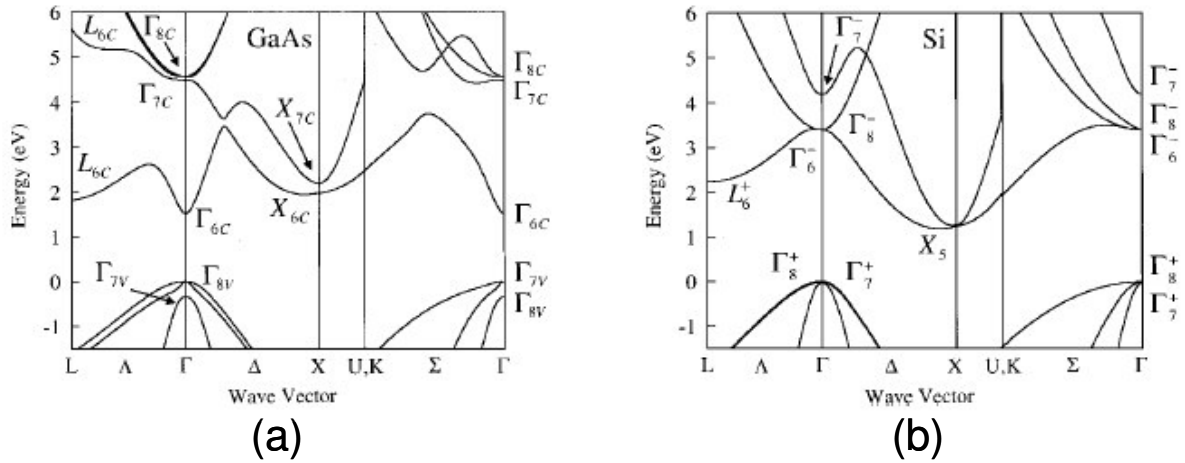 GaAs
Energy (eV)
6
5
4
3
2
1
0
-1
L6C
Γ8C
Γ7C
X7C
L6C
Γ6C
X6C
Γ7V
Γ8V
Γ8C
Γ7C
Γ6C
Γ7V
Γ8V
L Λ Γ Δ X U,K Σ Γ
Wave Vector
(a)
Si
Energy (eV)
6
5
4
3
2
1
0
-1
Γ7-
Γ8-
Γ6-
L6+
X5
Γ8+
Γ7+
Γ7-
Γ8-
Γ6-
Γ8+
Γ7+
L Λ Γ Δ X U,K Σ Γ
Wave Vector
(b)